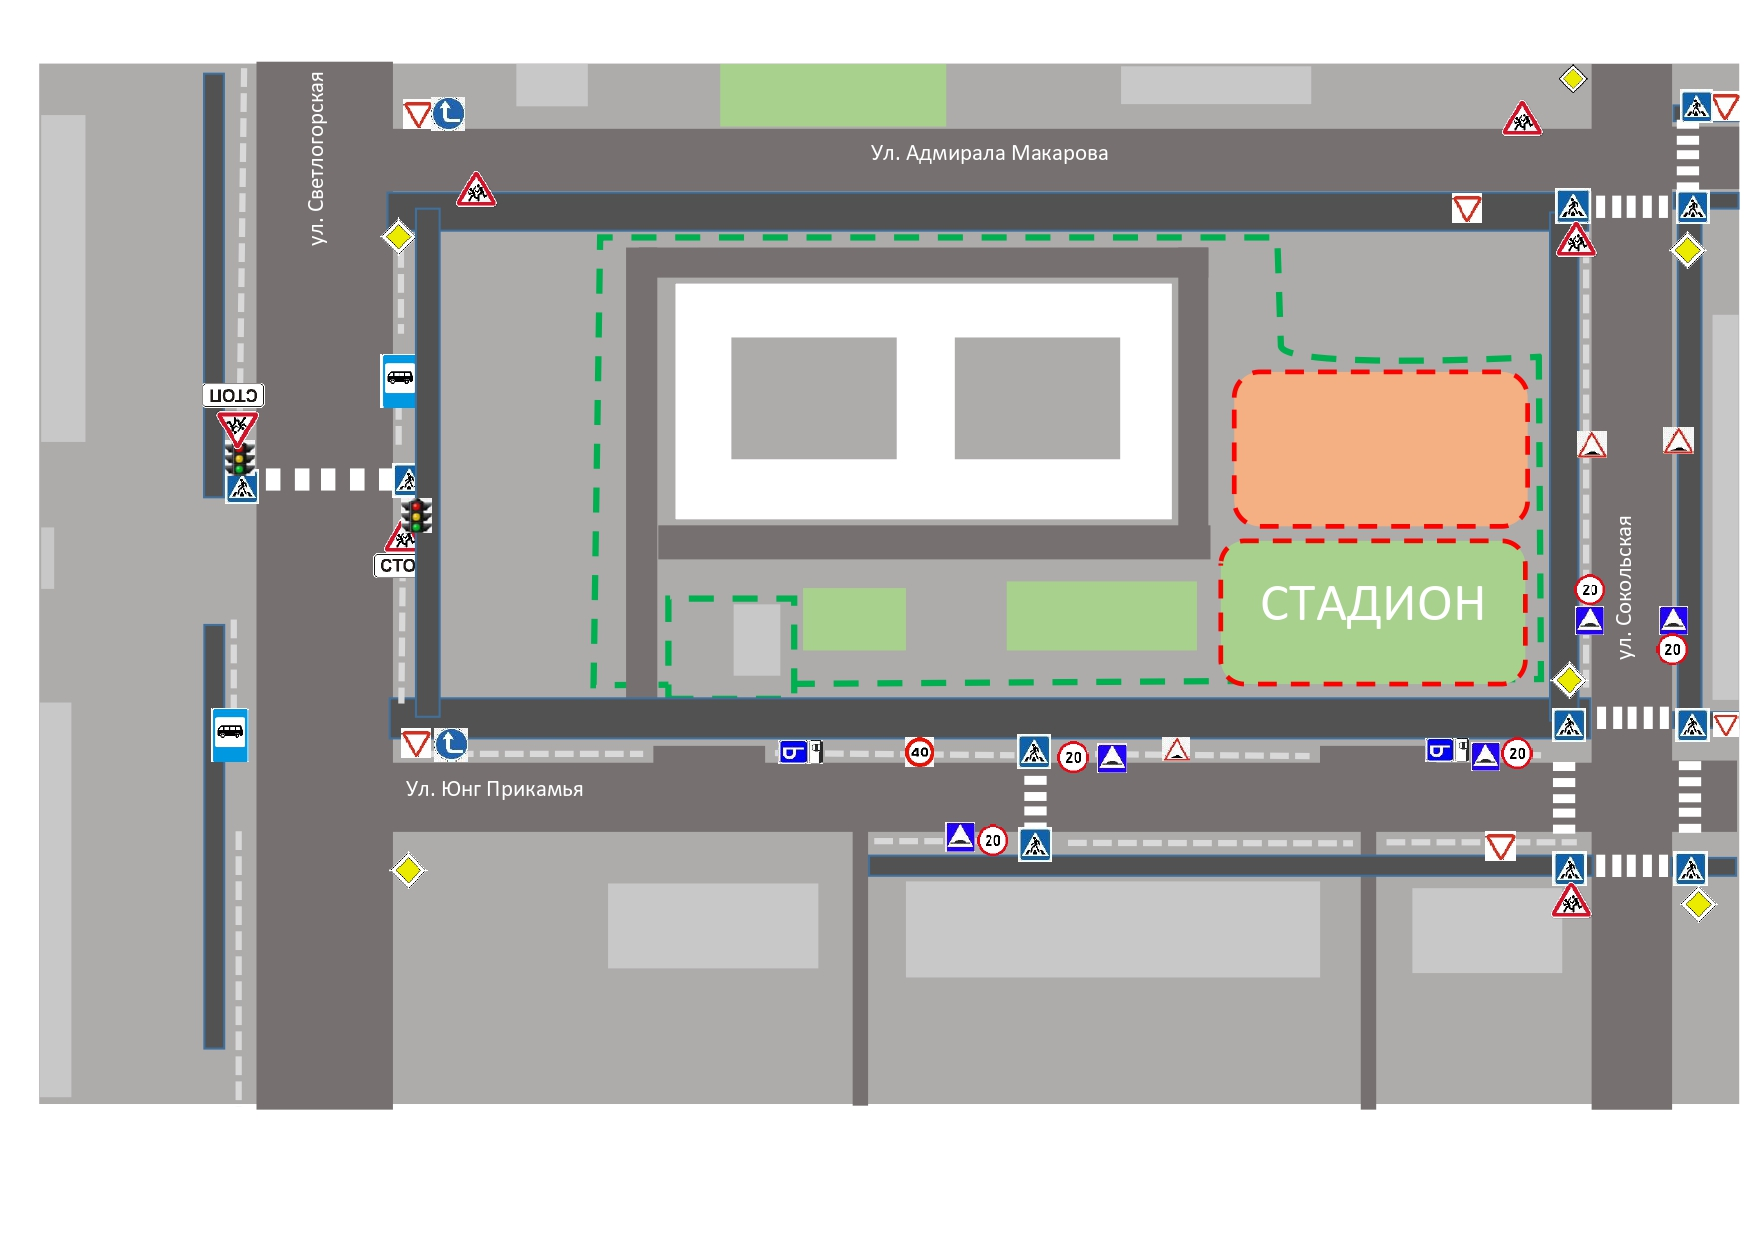 ул. Светлогорская
Ул. Адмирала Макарова
СТОП
СТО
СТАДИОН
20
ул. Сокольская
20
40
20
20
Ул. Юнг Прикамья
20